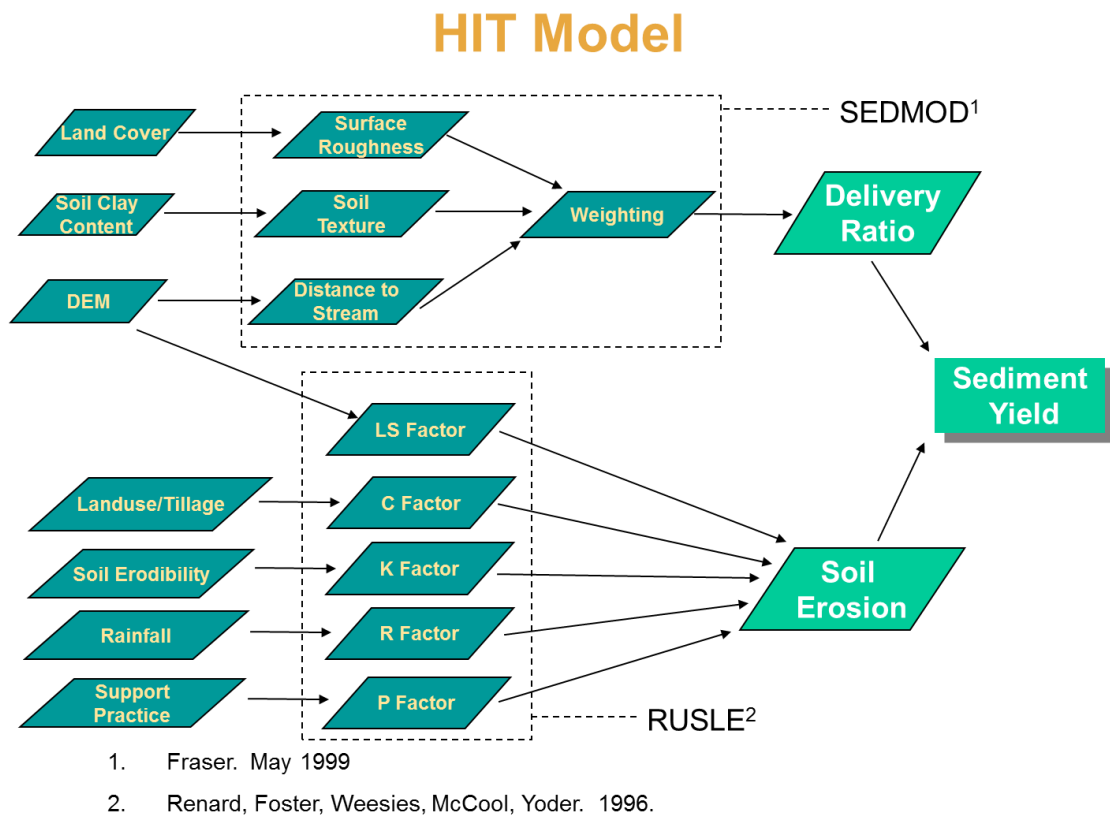 HIT Model
SEDMOD1
Land Cover
Surface
Roughness
Soil Clay
Content
Soil
Texture
Weighting
Delivery
Ratio
DEM
Distance to
Stream
Sediment
Yield
LS Factor
Landuse/Tillage
C Factor
Soil Erodibility
K Factor
Soil
Erosion
Rainfall
R Factor
Support
Practice
P Factor
RUSLE2
1. Fraser. May 1999
2. Renard, Foster, Weesies, McCool, Yoder. 1996.